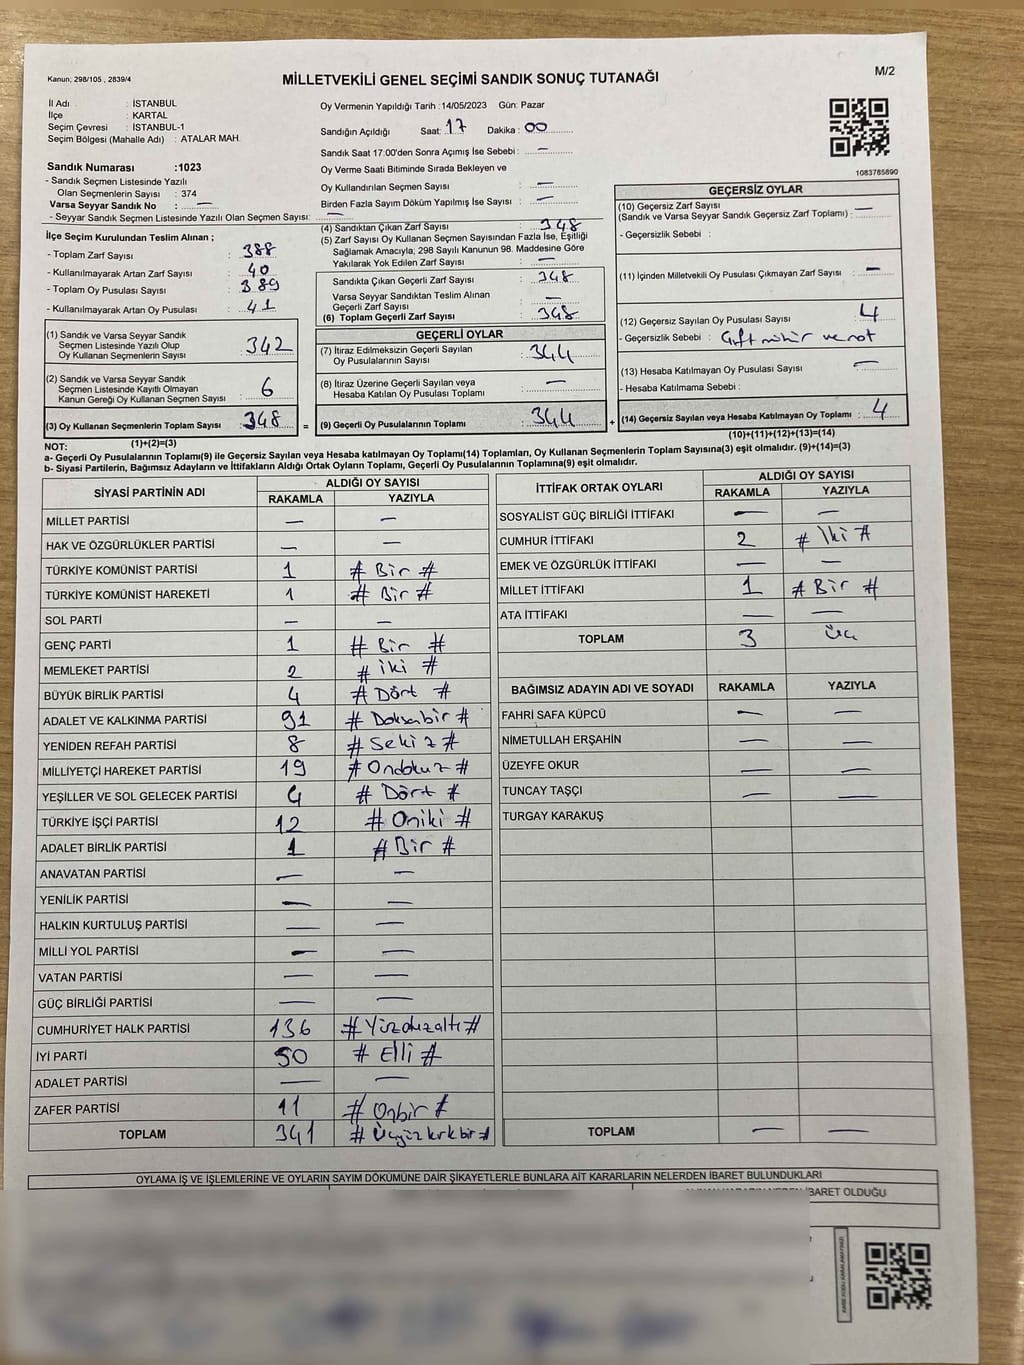 Kanun; 298/105 , 2839/4
MİLLETVEKİLİ GENEL SEÇİMİ SANDIK SONUÇ TUTANAĞI
M/2
İl Adı : İSTANBUL
İlçe : KARTAL
Seçim Çevresi : İSTANBUL-1
Seçim Bölgesi (Mahalle Adı) : ATALAR MAH.
Sandık Numarası :1023
- Sandık Seçmen Listesinde Yazılı
Olan Seçmenlerin Sayısı : 374
Varsa Seyyar Sandık No : —
- Seyyar Sandık Seçmen Listesinde Yazılı Olan Seçmen Sayısı: —
Oy Vermenin Yapıldığı Tarih :14/05/2023 Gün: Pazar
Sandığın Açıldığı Saat: 17 Dakika : 00
Sandık Saat 17:00'den Sonra Açımış İse Sebebi : —
Oy Verme Saati Bitiminde Sırada Bekleyen ve
Oy Kullandırılan Seçmen Sayısı : —
Birden Fazla Sayım Döküm Yapılmış İse Sayısı : —
1083785890
İlçe Seçim Kurulundan Teslim Alınan ;
- Toplam Zarf Sayısı : 388
- Kullanılmayarak Artan Zarf Sayısı : 40
- Toplam Oy Pusulası Sayısı : 389
- Kullanılmayarak Artan Oy Pusulası : 41
(4) Sandıktan Çıkan Zarf Sayısı : 348
(5) Zarf Sayısı Oy Kullanan Seçmen Sayısından Fazla İse, Eşitliği
Sağlamak Amacıyla, 298 Sayılı Kanunun 98. Maddesine Göre
Yakılarak Yok Edilen Zarf Sayısı : —
Sandıkta Çıkan Geçerli Zarf Sayısı : 348
Varsa Seyyar Sandıktan Teslim Alınan
Geçerli Zarf Sayısı : —
(6) Toplam Geçerli Zarf Sayısı : 348
GEÇERSİZ OYLAR
(10) Geçersiz Zarf Sayısı
(Sandık ve Varsa Seyyar Sandık Geçersiz Zarf Toplamı) : —
- Geçersizlik Sebebi :
(11) İçinden Milletvekili Oy Pusulası Çıkmayan Zarf Sayısı : —
(12) Geçersiz Sayılan Oy Pusulası Sayısı : 4
- Geçersizlik Sebebi : Çift mühür ve not
(13) Hesaba Katılmayan Oy Pusulası Sayısı : —
- Hesaba Katılmama Sebebi :
(14) Geçersiz Sayılan veya Hesaba Katılmayan Oy Toplamı : 4
(10)+(11)+(12)+(13)=(14)
(1) Sandık ve Varsa Seyyar Sandık
Seçmen Listesinde Yazılı Olup
Oy Kullanan Seçmenlerin Sayısı : 342
(2) Sandık ve Varsa Seyyar Sandık
Seçmen Listesinde Kayıtlı Olmayan
Kanun Gereği Oy Kullanan Seçmen Sayısı : 6
(3) Oy Kullanan Seçmenlerin Toplam Sayısı : 348 =
(1)+(2)=(3)
GEÇERLİ OYLAR
(7) İtiraz Edilmeksizin Geçerli Sayılan
Oy Pusulalarının Sayısı : 344
(8) İtiraz Üzerine Geçerli Sayılan veya
Hesaba Katılan Oy Pusulası Toplamı : —
(9) Geçerli Oy Pusulalarının Toplamı : 344 +
NOT:
a- Geçerli Oy Pusulalarının Toplamı(9) ile Geçersiz Sayılan veya Hesaba katılmayan Oy Toplamı(14) Toplamları, Oy Kullanan Seçmenlerin Toplam Sayısına(3) eşit olmalıdır. (9)+(14)=(3)
b- Siyasi Partilerin, Bağımsız Adayların ve İttifakların Aldığı Ortak Oyların Toplamı, Geçerli Oy Pusulalarının Toplamına(9) eşit olmalıdır.
SİYASİ PARTİNİN ADI ALDIĞI OY SAYISI
RAKAMLA YAZIYLA
MİLLET PARTİSİ — —
HAK VE ÖZGÜRLÜKLER PARTİSİ — —
TÜRKİYE KOMÜNİST PARTİSİ 1 # Bir #
TÜRKİYE KOMÜNİST HAREKETİ 1 # Bir #
SOL PARTİ — —
GENÇ PARTİ 1 # Bir #
MEMLEKET PARTİSİ 2 # iki #
BÜYÜK BİRLİK PARTİSİ 4 # Dört #
ADALET VE KALKINMA PARTİSİ 91 # Doksanbir #
YENİDEN REFAH PARTİSİ 8 # Sekiz #
MİLLİYETÇİ HAREKET PARTİSİ 19 # Ondokuz #
YEŞİLLER VE SOL GELECEK PARTİSİ 4 # Dört #
TÜRKİYE İŞÇİ PARTİSİ 12 # Oniki #
ADALET BİRLİK PARTİSİ 1 # Bir #
ANAVATAN PARTİSİ — —
YENİLİK PARTİSİ — —
HALKIN KURTULUŞ PARTİSİ — —
MİLLİ YOL PARTİSİ — —
VATAN PARTİSİ — —
GÜÇ BİRLİĞİ PARTİSİ — —
CUMHURİYET HALK PARTİSİ 136
İYİ PARTİ 50 # Elli #
ADALET PARTİSİ — —
ZAFER PARTİSİ 11 # Onbir #
TOPLAM 341 # Üçyüzkırkbir #
İTTİFAK ORTAK OYLARI ALDIĞI OY SAYISI
RAKAMLA YAZIYLA
SOSYALİST GÜÇ BİRLİĞİ İTTİFAKI — —
CUMHUR İTTİFAKI 2 # İki #
EMEK VE ÖZGÜRLÜK İTTİFAKI — —
MİLLET İTTİFAKI 1 # Bir #
ATA İTTİFAKI — —
TOPLAM 3 Üç
BAĞIMSIZ ADAYIN ADI VE SOYADI RAKAMLA YAZIYLA
FAHRİ SAFA KÜPCÜ — —
NİMETULLAH ERŞAHİN — —
ÜZEYFE OKUR — —
TUNCAY TAŞÇI — —
TURGAY KARAKUŞ
TOPLAM — —
OYLAMA İŞ VE İŞLEMLERİNE VE OYLARIN SAYIM DÖKÜMÜNE DAİR ŞİKAYETLERLE BUNLARA AİT KARARLARIN NELERDEN İBARET BULUNDUKLARI
İBARET OLDUĞU